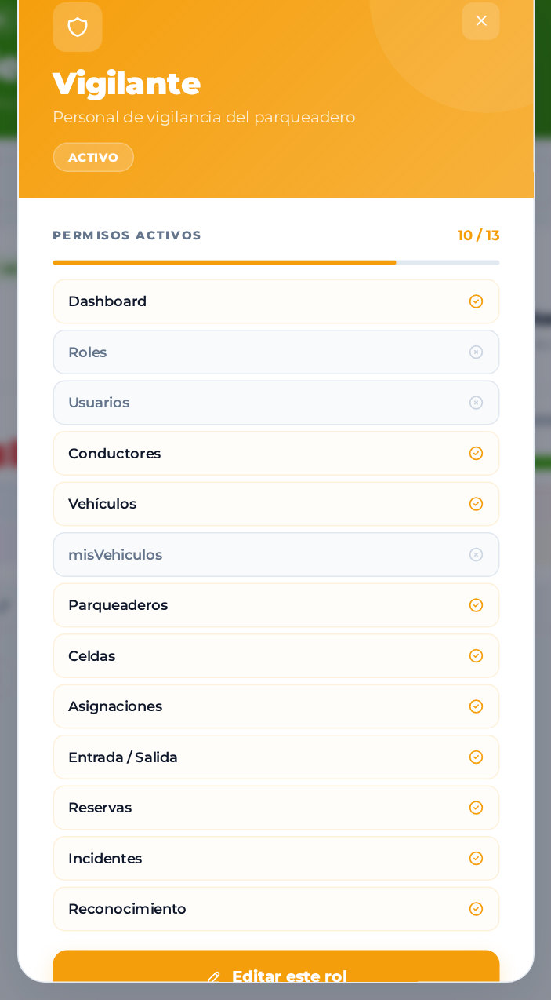 Vigilante
Personal de vigilancia del parqueadero
ACTIVO
PERMISOS ACTIVOS 10 / 13
Dashboard
Roles
Usuarios
Conductores
Vehículos
misVehiculos
Parqueaderos
Celdas
Asignaciones
Entrada / Salida
Reservas
Incidentes
Reconocimiento
Editar este rol